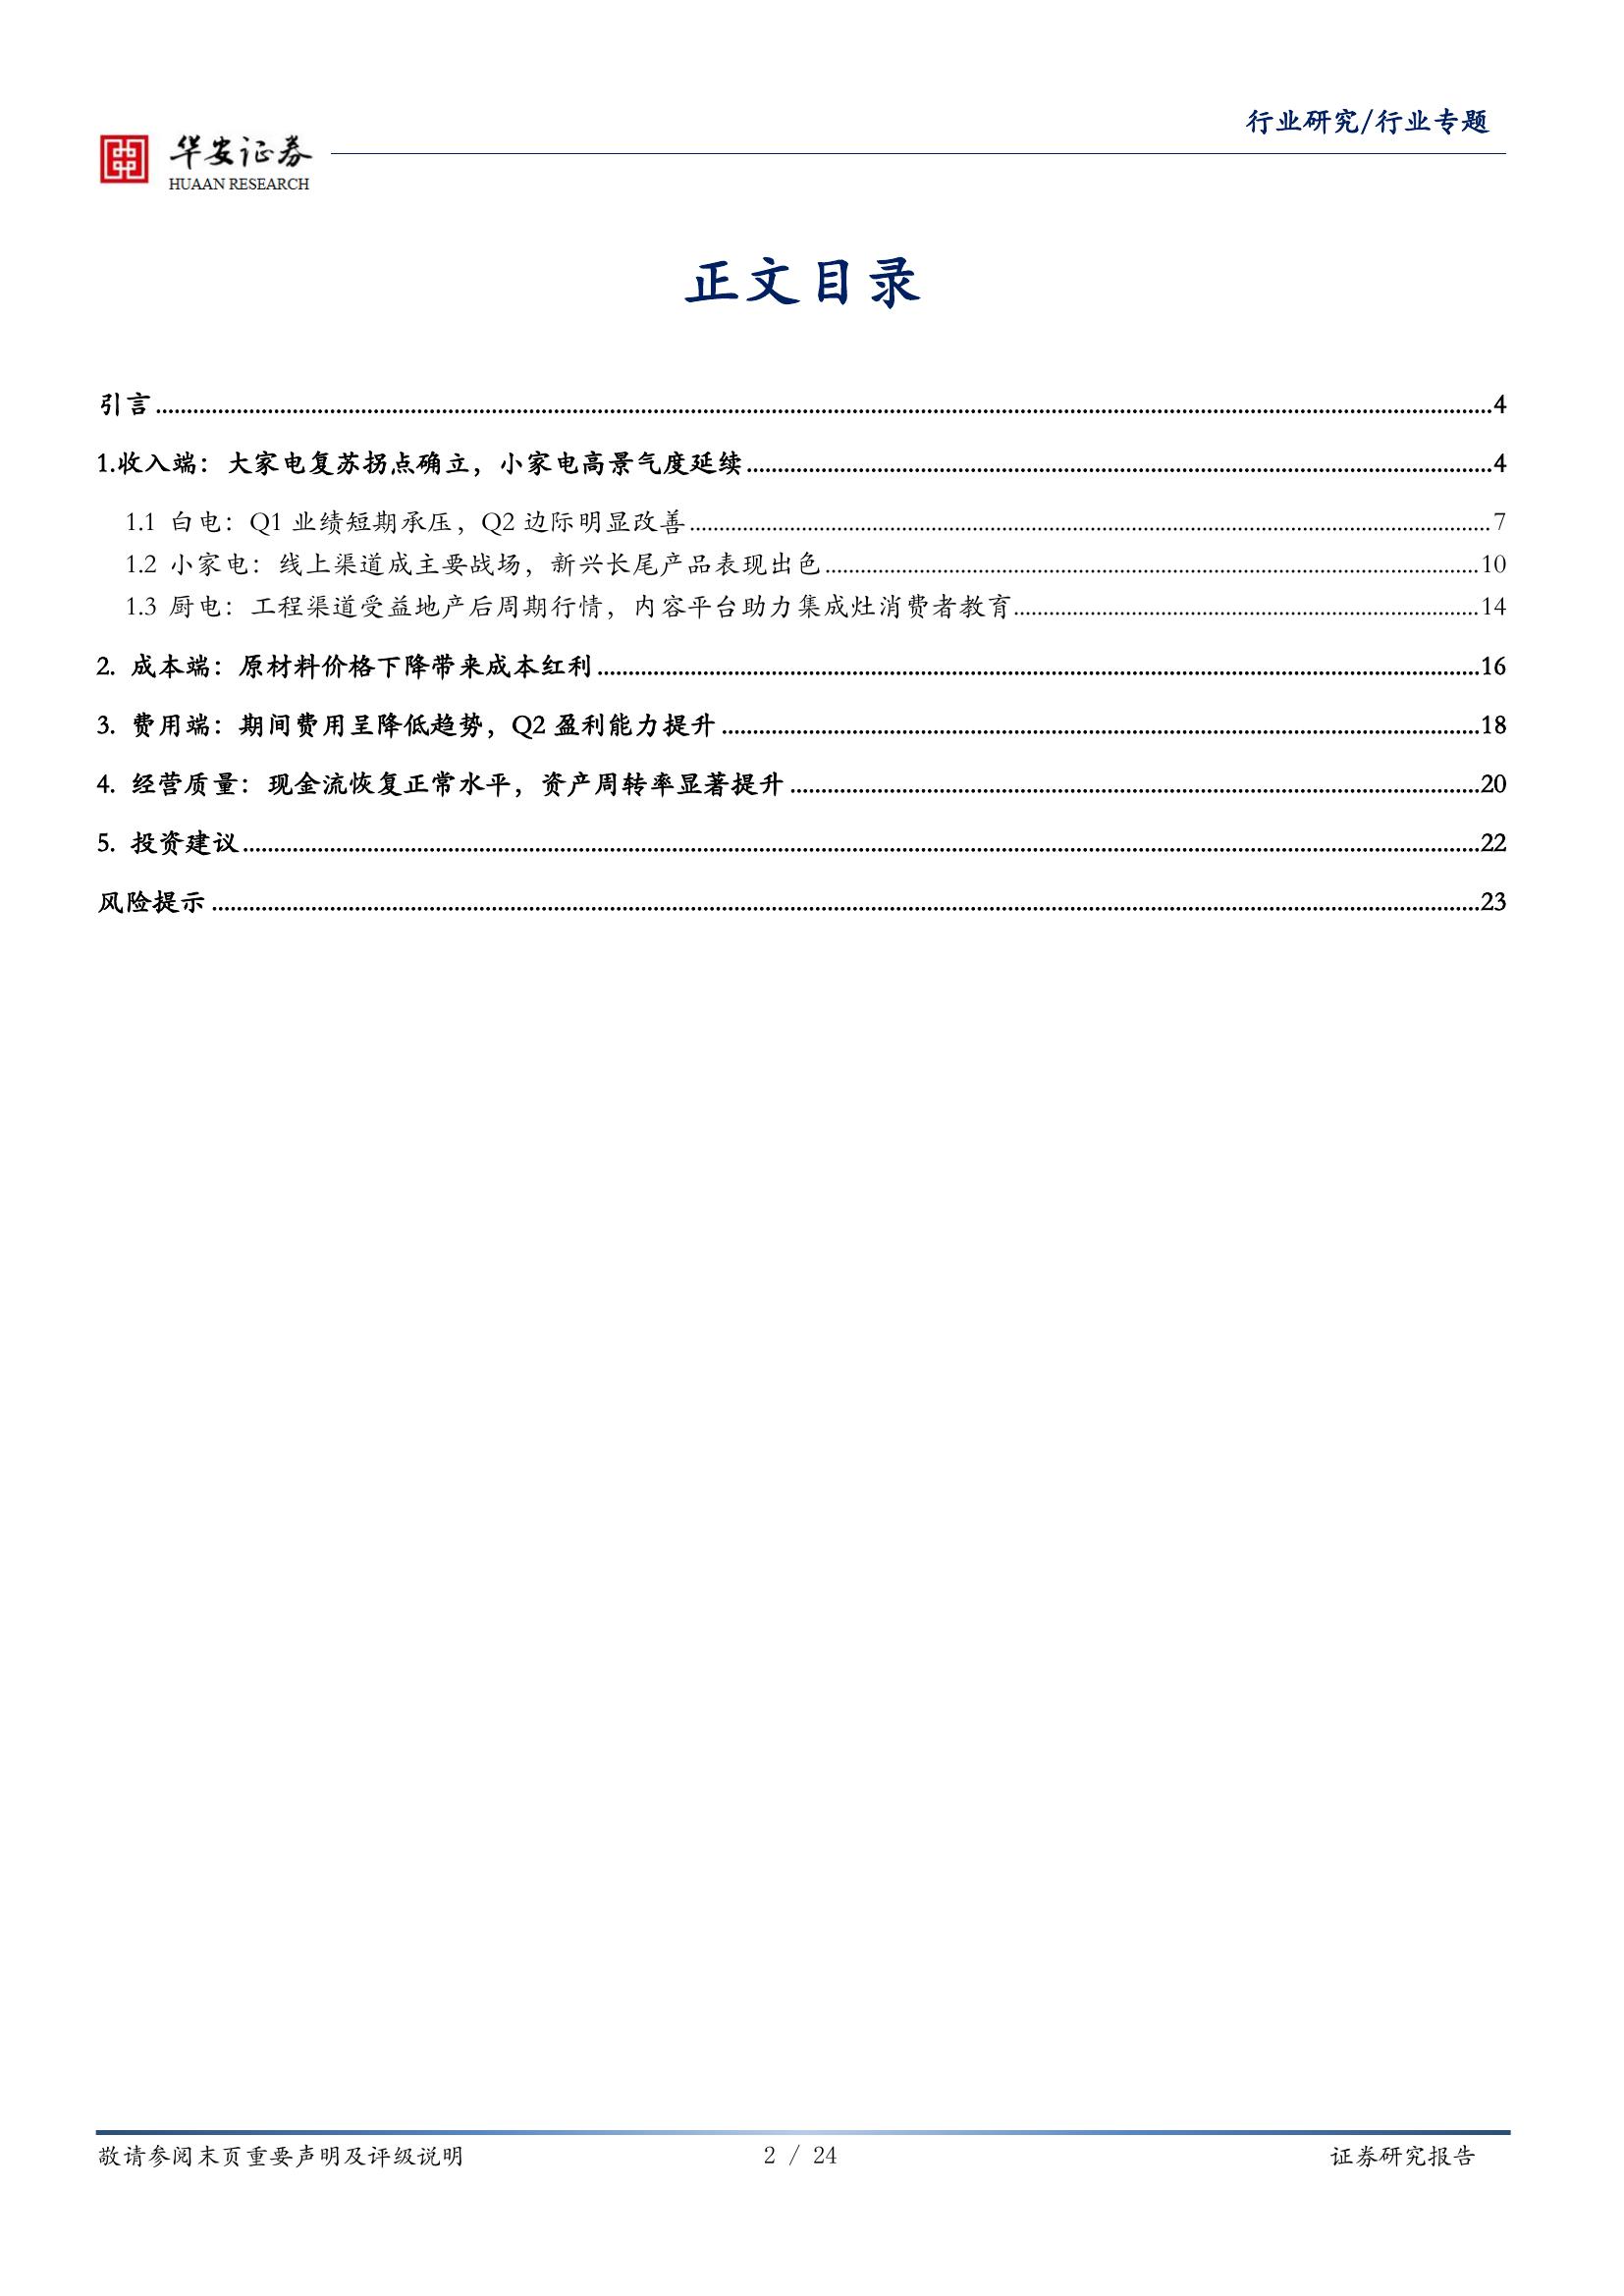 行业研究/行业专题
华安证券
HUAAN RESEARCH
正文目录
引言........................4
1.收入端：大家电复苏拐点确立，小家电高景气度延续........................4
1.1 白电：Q1 业绩短期承压，Q2 边际明显改善........................7
1.2 小家电：线上渠道成主要战场，新兴长尾产品表现出色........................10
1.3 厨电：工程渠道受益地产后周期行情，内容平台助力集成灶消费者教育........................14
2. 成本端：原材料价格下降带来成本红利........................16
3. 费用端：期间费用呈降低趋势，Q2 盈利能力提升........................18
4. 经营质量：现金流恢复正常水平，资产周转率显著提升........................20
5. 投资建议........................22
风险提示........................23
敬请参阅末页重要声明及评级说明 2 / 24 证券研究报告